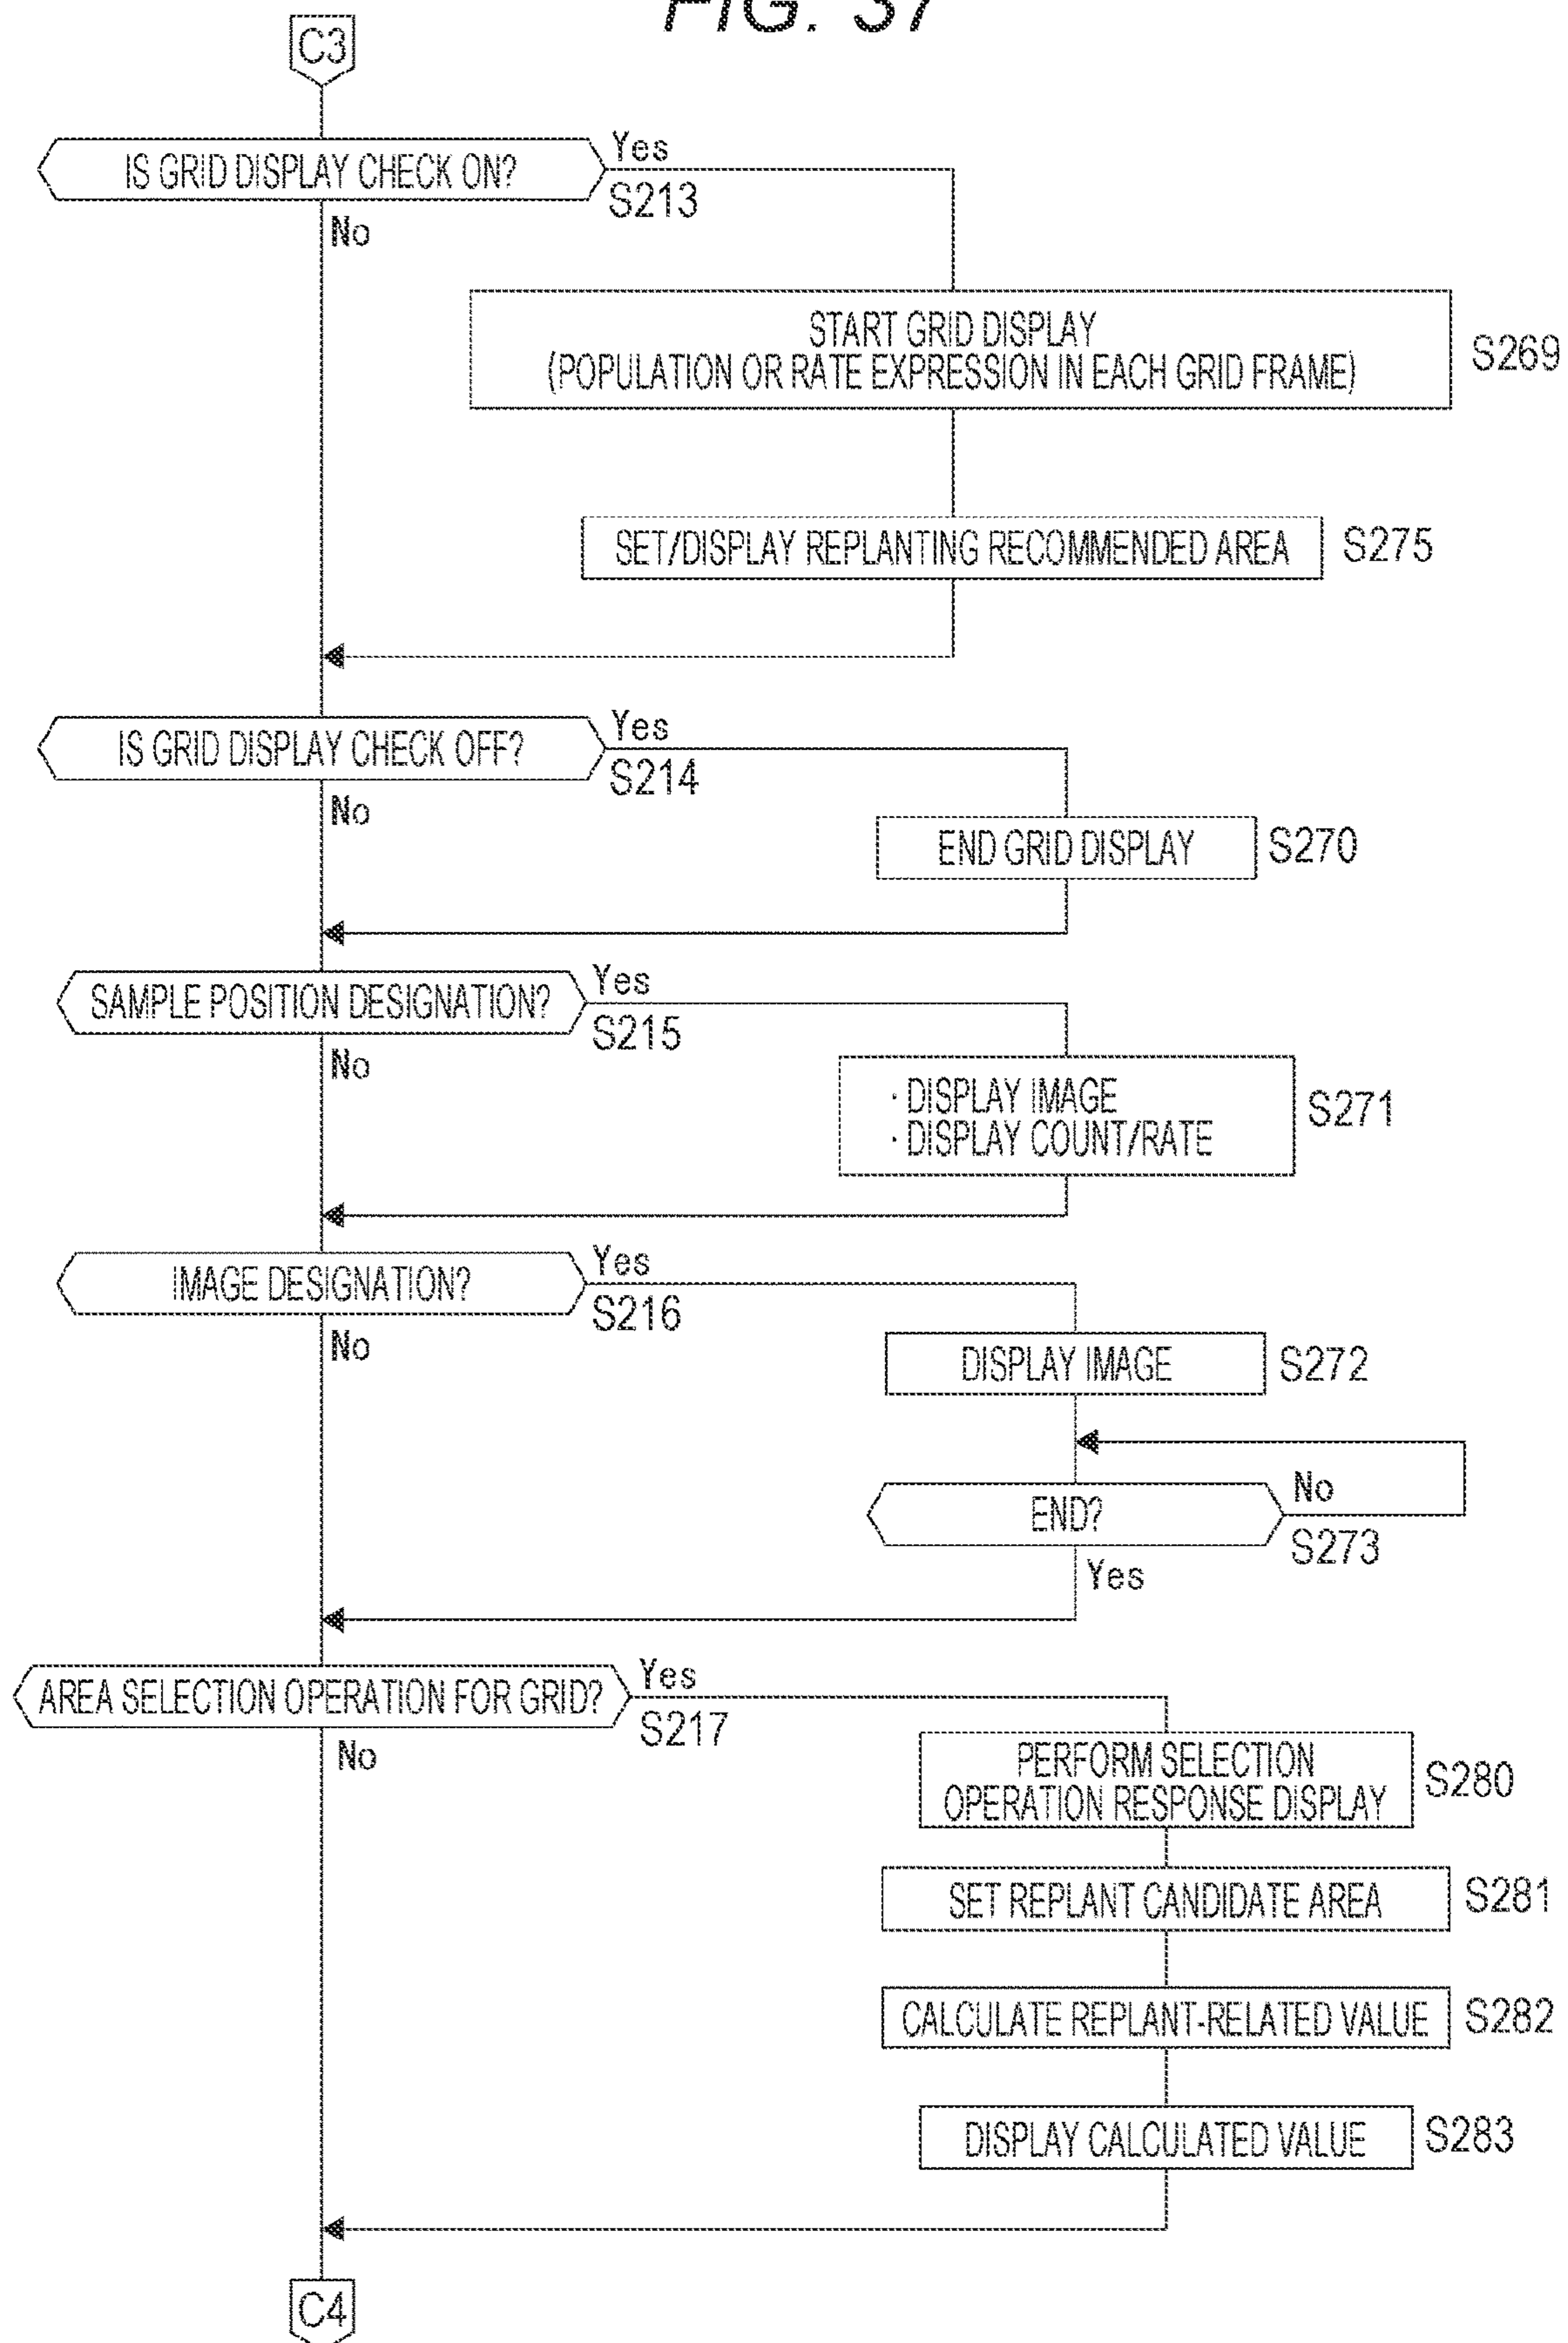 FIG. 37
C3
IS GRID DISPLAY CHECK ON?
Yes
S213
No
START GRID DISPLAY
(POPULATION OR RATE EXPRESSION IN EACH GRID FRAME)
S269
SET/DISPLAY REPLANTING RECOMMENDED AREA
S275
IS GRID DISPLAY CHECK OFF?
Yes
S214
No
END GRID DISPLAY
S270
SAMPLE POSITION DESIGNATION?
Yes
S215
No
· DISPLAY IMAGE
· DISPLAY COUNT/RATE
S271
IMAGE DESIGNATION?
Yes
S216
No
DISPLAY IMAGE
S272
END?
No
S273
Yes
AREA SELECTION OPERATION FOR GRID?
Yes
S217
No
PERFORM SELECTION
OPERATION RESPONSE DISPLAY
S280
SET REPLANT CANDIDATE AREA
S281
CALCULATE REPLANT-RELATED VALUE
S282
DISPLAY CALCULATED VALUE
S283
C4